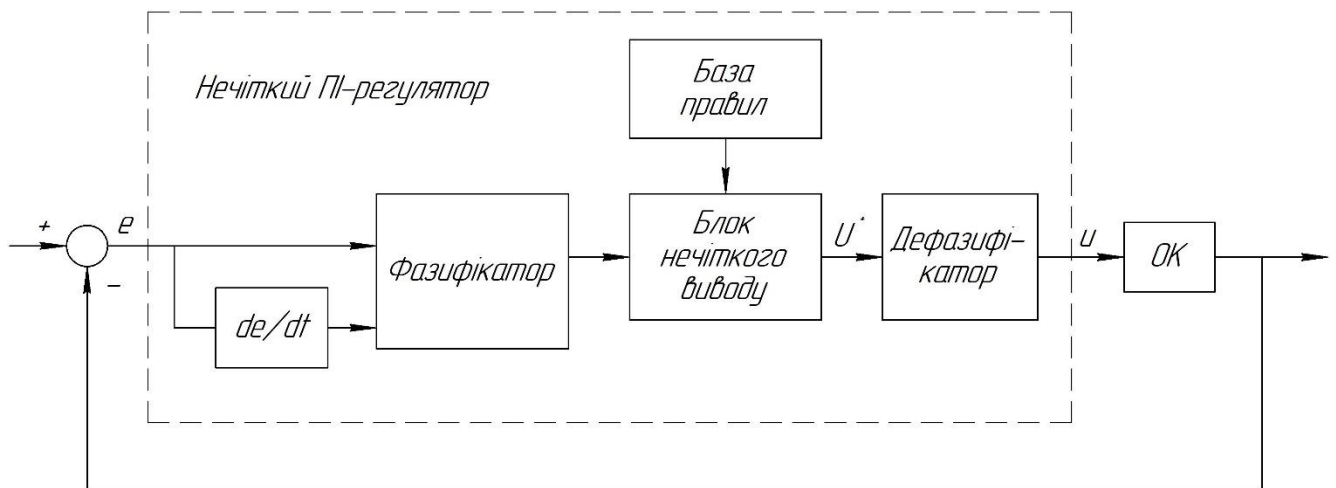 Нечіткий ПІ-регулятор
База
правил
+
e
−
de/dt
Фазифікатор
Блок
нечіткого
виводу
U*
Дефазифі-
катор
u
ОК